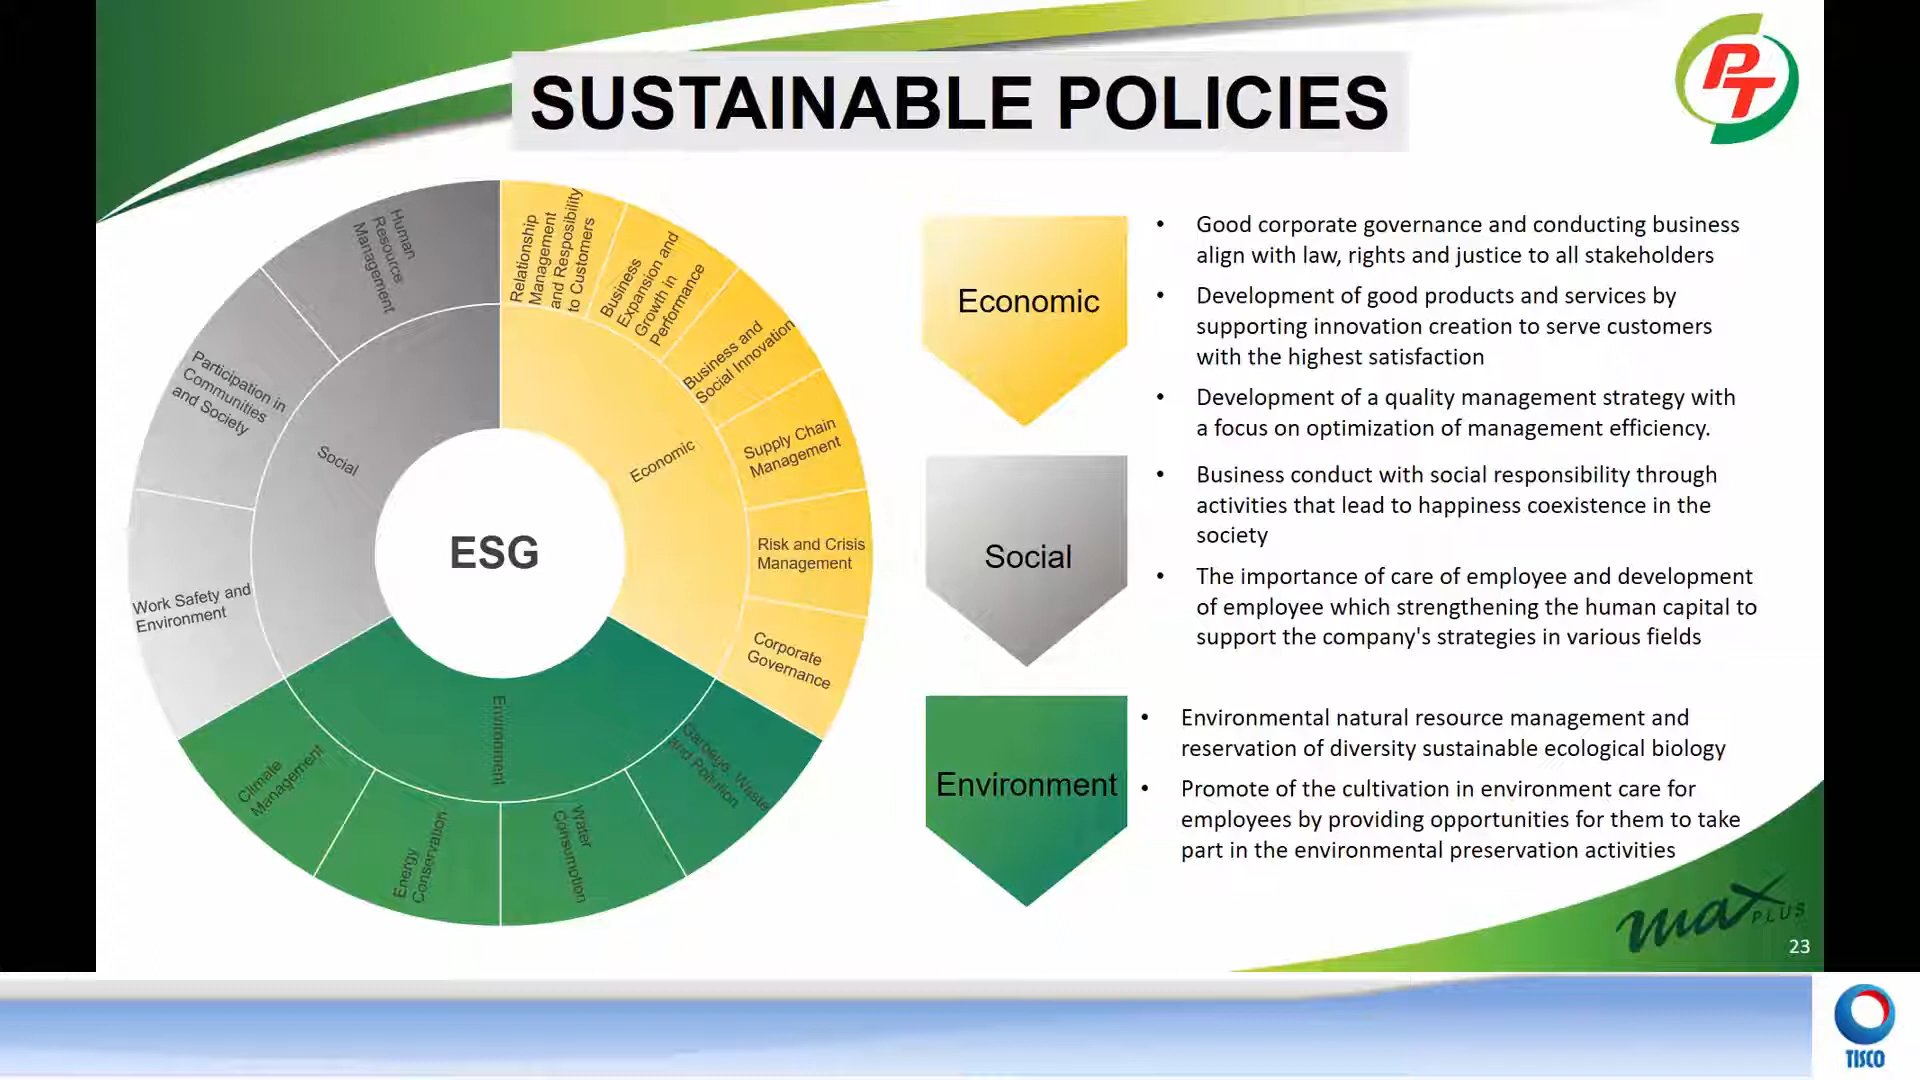 SUSTAINABLE POLICIES
PT
Human
Resource
Management
Participation in
Communities
and Society
Work Safety and
Environment
Social
Relationship
Management
and Resposibility
to Customers
Business
Expansion and
Growth in
Performance
Business and
Social Innovation
Supply Chain
Management
Risk and Crisis
Management
Corporate
Governance
Economic
ESG
Environment
Climate
Management
Energy
Conservation
Water
Consumption
Garbage, Waste
and Pollution
Economic
• Good corporate governance and conducting business
align with law, rights and justice to all stakeholders
• Development of good products and services by
supporting innovation creation to serve customers
with the highest satisfaction
• Development of a quality management strategy with
a focus on optimization of management efficiency.
Social
• Business conduct with social responsibility through
activities that lead to happiness coexistence in the
society
• The importance of care of employee and development
of employee which strengthening the human capital to
support the company's strategies in various fields
Environment
• Environmental natural resource management and
reservation of diversity sustainable ecological biology
• Promote of the cultivation in environment care for
employees by providing opportunities for them to take
part in the environmental preservation activities
max
PLUS
23
TISCO